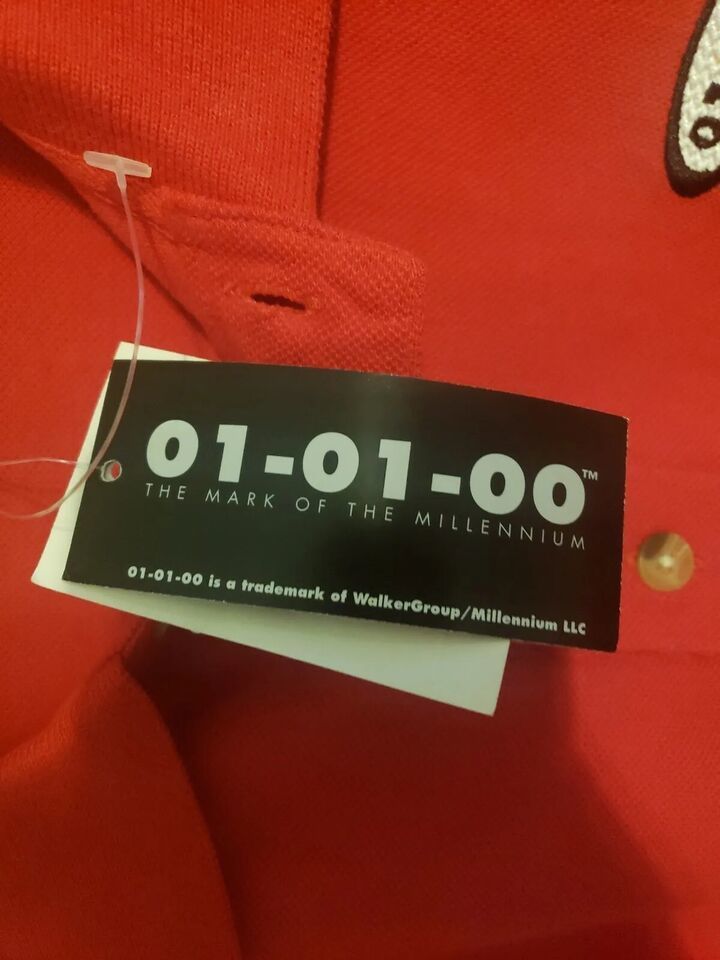 01-01-00™
THE MARK OF THE MILLENNIUM
01-01-00 is a trademark of WalkerGroup/Millennium LLC